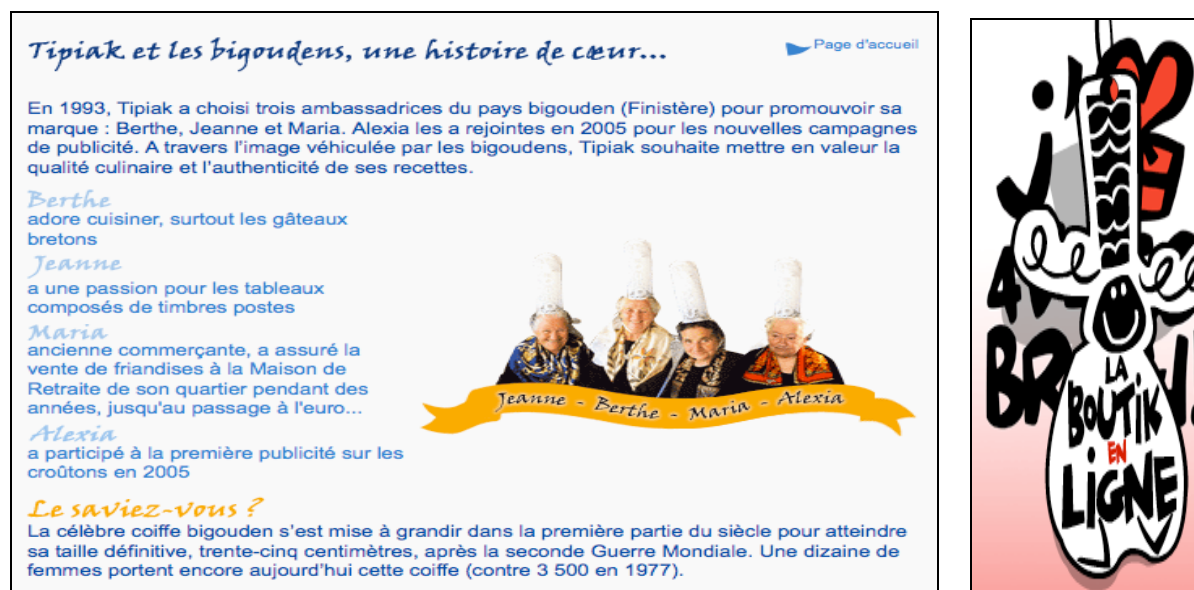 Tipiak et les bigoudens, une histoire de cœur...
Page d'accueil
En 1993, Tipiak a choisi trois ambassadrices du pays bigouden (Finistère) pour promouvoir sa
marque : Berthe, Jeanne et Maria. Alexia les a rejointes en 2005 pour les nouvelles campagnes
de publicité. A travers l'image véhiculée par les bigoudens, Tipiak souhaite mettre en valeur la
qualité culinaire et l'authenticité de ses recettes.
Berthe
adore cuisiner, surtout les gâteaux
bretons
Jeanne
a une passion pour les tableaux
composés de timbres postes
Maria
ancienne commerçante, a assuré la
vente de friandises à la Maison de
Retraite de son quartier pendant des
années, jusqu'au passage à l'euro...
Alexia
a participé à la première publicité sur les
croûtons en 2005
Jeanne - Berthe - Maria - Alexia
Le saviez-vous ?
La célèbre coiffe bigouden s'est mise à grandir dans la première partie du siècle pour atteindre
sa taille définitive, trente-cinq centimètres, après la seconde Guerre Mondiale. Une dizaine de
femmes portent encore aujourd'hui cette coiffe (contre 3 500 en 1977).
LA
BOUTIK
EN
LiGNE